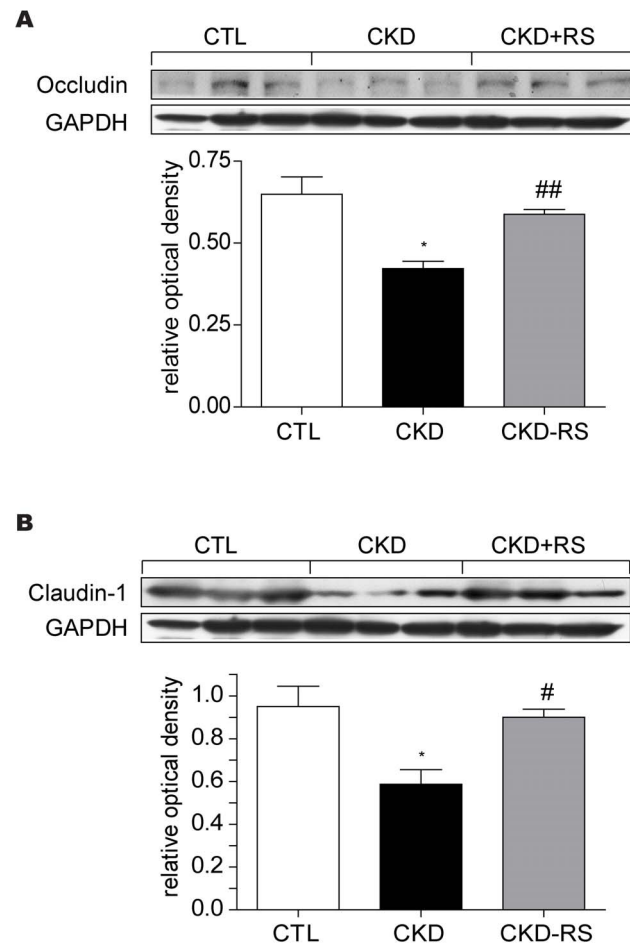 A
CTL CKD CKD+RS
Occludin
GAPDH
relative optical density
0.75
0.50
0.25
0.00
*
##
CTL CKD CKD-RS
B
CTL CKD CKD+RS
Claudin-1
GAPDH
relative optical density
1.0
0.8
0.6
0.4
0.2
0.0
*
#
CTL CKD CKD-RS